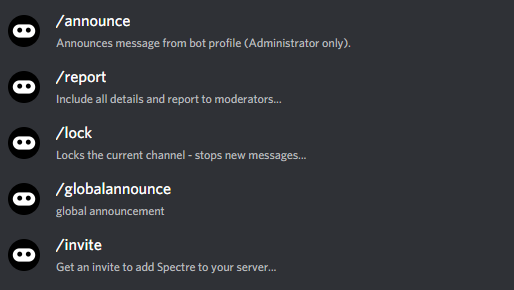 /announce
Announces message from bot profile (Administrator only).
/report
Include all details and report to moderators...
/lock
Locks the current channel - stops new messages...
/globalannounce
global announcement
/invite
Get an invite to add Spectre to your server...